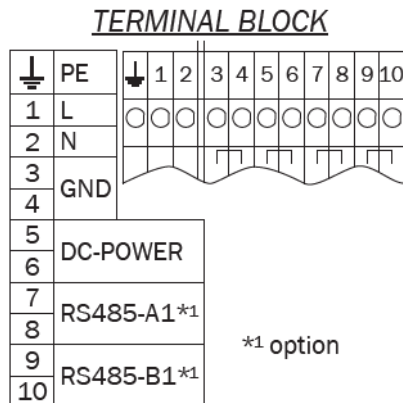 TERMINAL BLOCK
⏚ PE
1 L
2 N
3
4
GND
5
6
DC-POWER
7
8
RS485-A1*1
9
10
RS485-B1*1
⏚ 1 2 3 4 5 6 7 8 9 10
*1 option